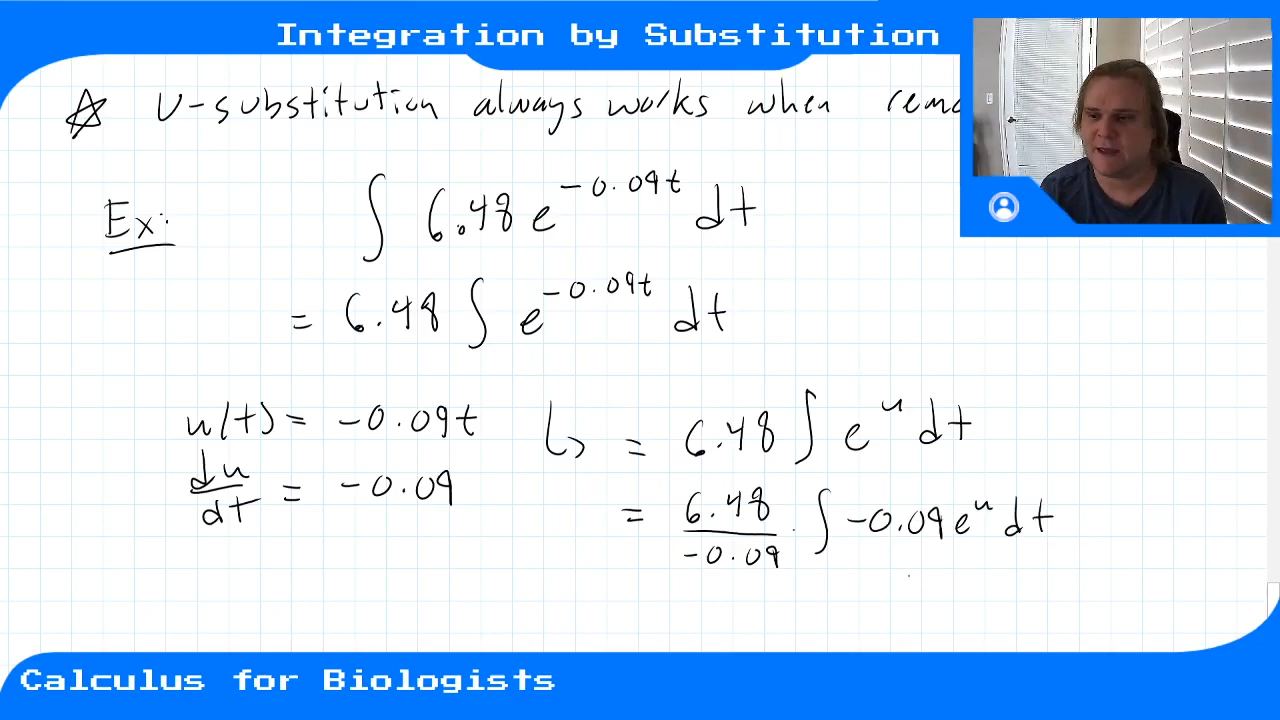 Integration by Substitution
☆ U-substitution always works when
Ex: ∫ 6.48 e^{-0.09t} dt
= 6.48 ∫ e^{-0.09t} dt
u(t) = -0.09t ↳ = 6.48 ∫ e^u dt
du/dt = -0.09 = 6.48/-0.09 · ∫ -0.09 e^u dt
Calculus for Biologists